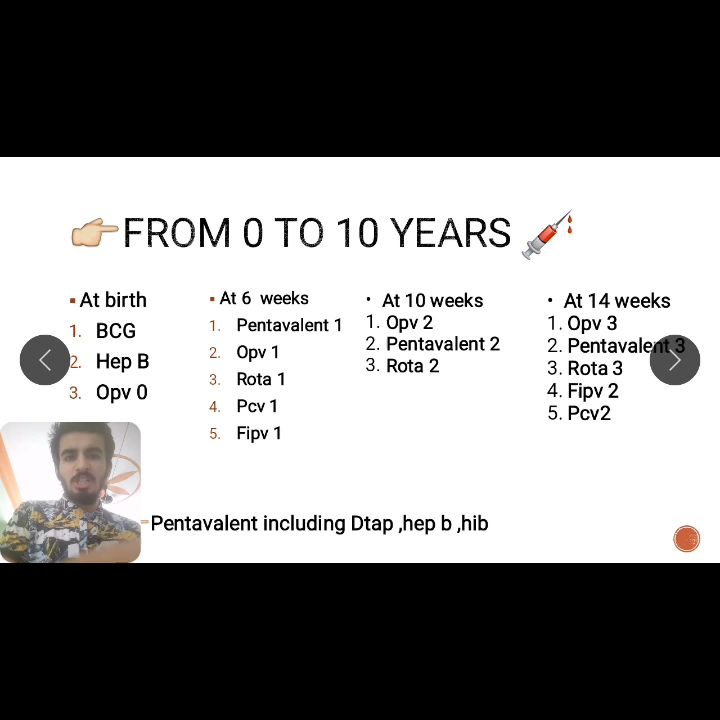 FROM 0 TO 10 YEARS
At birth
1. BCG
2. Hep B
3. Opv 0
At 6 weeks
1. Pentavalent 1
2. Opv 1
3. Rota 1
4. Pcv 1
5. Fipv 1
At 10 weeks
1. Opv 2
2. Pentavalent 2
3. Rota 2
At 14 weeks
1. Opv 3
2. Pentavalent 3
3. Rota 3
4. Fipv 2
5. Pcv2
Pentavalent including Dtap ,hep b ,hib